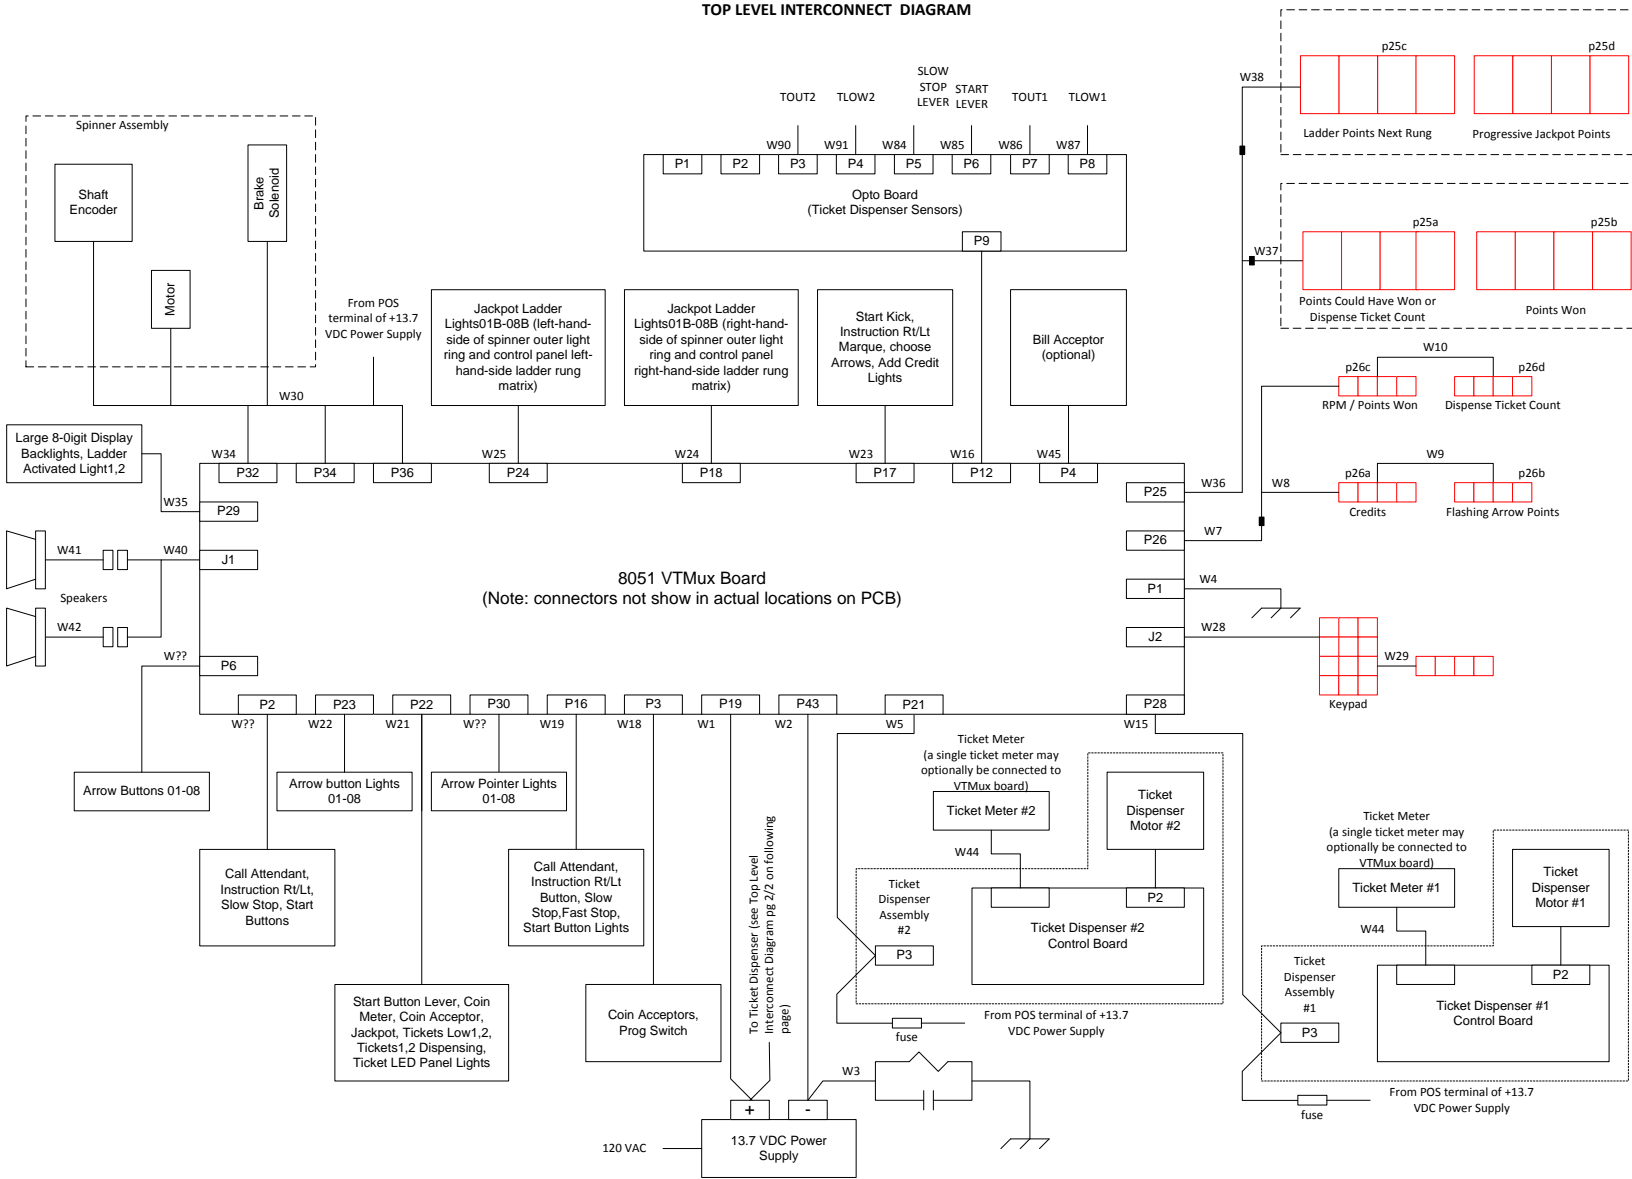 TOP LEVEL INTERCONNECT DIAGRAM
Spinner Assembly
Shaft
Encoder
Brake
Solenoid
Motor
From POS
terminal of +13.7
VDC Power Supply
W30
TOUT2
TLOW2
SLOW
STOP
LEVER
START
LEVER
TOUT1
TLOW1
W90
W91
W84
W85
W86
W87
P1
P2
P3
P4
P5
P6
P7
P8
Opto Board
(Ticket Dispenser Sensors)
P9
W38
p25c
p25d
Ladder Points Next Rung
Progressive Jackpot Points
W37
p25a
p25b
Points Could Have Won or
Dispense Ticket Count
Points Won
W10
p26c
p26d
RPM / Points Won
Dispense Ticket Count
W9
p26a
p26b
Credits
Flashing Arrow Points
W8
Jackpot Ladder
Lights01B-08B (left-hand-
side of spinner outer light
ring and control panel left-
hand-side ladder rung
matrix)
Jackpot Ladder
Lights01B-08B (right-hand-
side of spinner outer light
ring and control panel
right-hand-side ladder rung
matrix)
Start Kick,
Instruction Rt/Lt
Marque, choose
Arrows, Add Credit
Lights
Bill Acceptor
(optional)
Large 8-0igit Display
Backlights, Ladder
Activated Light1,2
W34
W25
W24
W23
W16
W45
P32
P34
P36
P24
P18
P17
P12
P4
W35
P29
W41
W40
J1
Speakers
W42
W??
P6
8051 VTMux Board
(Note: connectors not show in actual locations on PCB)
P25
W36
P26
W7
P1
W4
J2
W28
W29
Keypad
P2
P23
P22
P30
P16
P3
P19
P43
P21
P28
W??
W22
W21
W??
W19
W18
W1
W2
W5
W15
Arrow Buttons 01-08
Arrow button Lights
01-08
Arrow Pointer Lights
01-08
Call Attendant,
Instruction Rt/Lt,
Slow Stop, Start
Buttons
Call Attendant,
Instruction Rt/Lt
Button, Slow
Stop,Fast Stop,
Start Button Lights
Start Button Lever, Coin
Meter, Coin Acceptor,
Jackpot, Tickets Low1,2,
Tickets1,2 Dispensing,
Ticket LED Panel Lights
Coin Acceptors,
Prog Switch
To Ticket Dispenser (see Top Level
Interconnect Diagram pg 2/2 on following
page)
Ticket Meter
(a single ticket meter may
optionally be connected to
VTMux board)
Ticket Meter #2
W44
Ticket
Dispenser
Motor #2
Ticket
Dispenser
Assembly
#2
P2
P3
Ticket Dispenser #2
Control Board
From POS terminal of +13.7
VDC Power Supply
fuse
Ticket Meter
(a single ticket meter may
optionally be connected to
VTMux board)
Ticket Meter #1
W44
Ticket
Dispenser
Motor #1
Ticket
Dispenser
Assembly
#1
P2
P3
Ticket Dispenser #1
Control Board
From POS terminal of +13.7
VDC Power Supply
fuse
W3
+
-
120 VAC
13.7 VDC Power
Supply